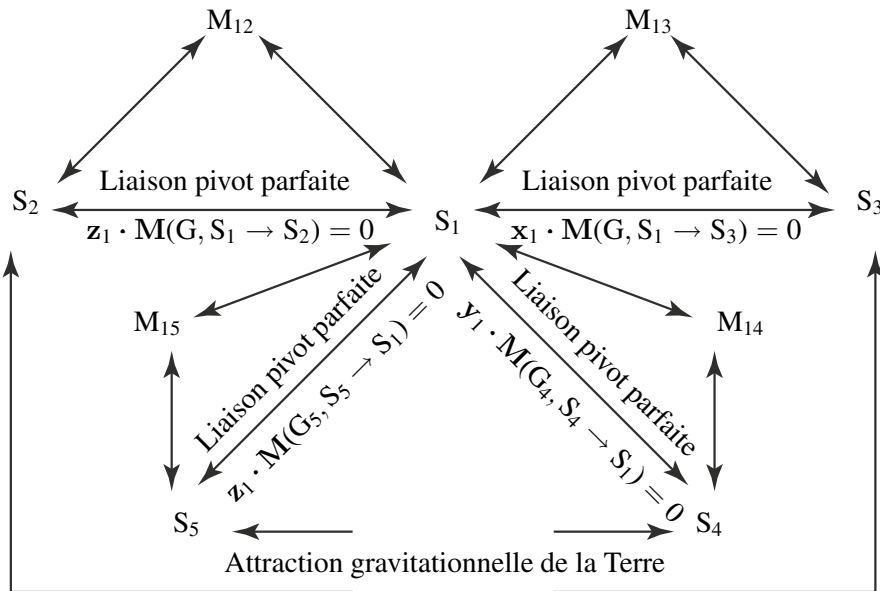 M12
M13
Liaison pivot parfaite
Liaison pivot parfaite
S2
S1
S3
z1 · M(G, S1 → S2) = 0
x1 · M(G, S1 → S3) = 0
M15
M14
Liaison pivot parfaite
z1 · M(G5, S5 → S1) = 0
Liaison pivot parfaite
y1 · M(G4, S4 → S1) = 0
S5
S4
Attraction gravitationnelle de la Terre